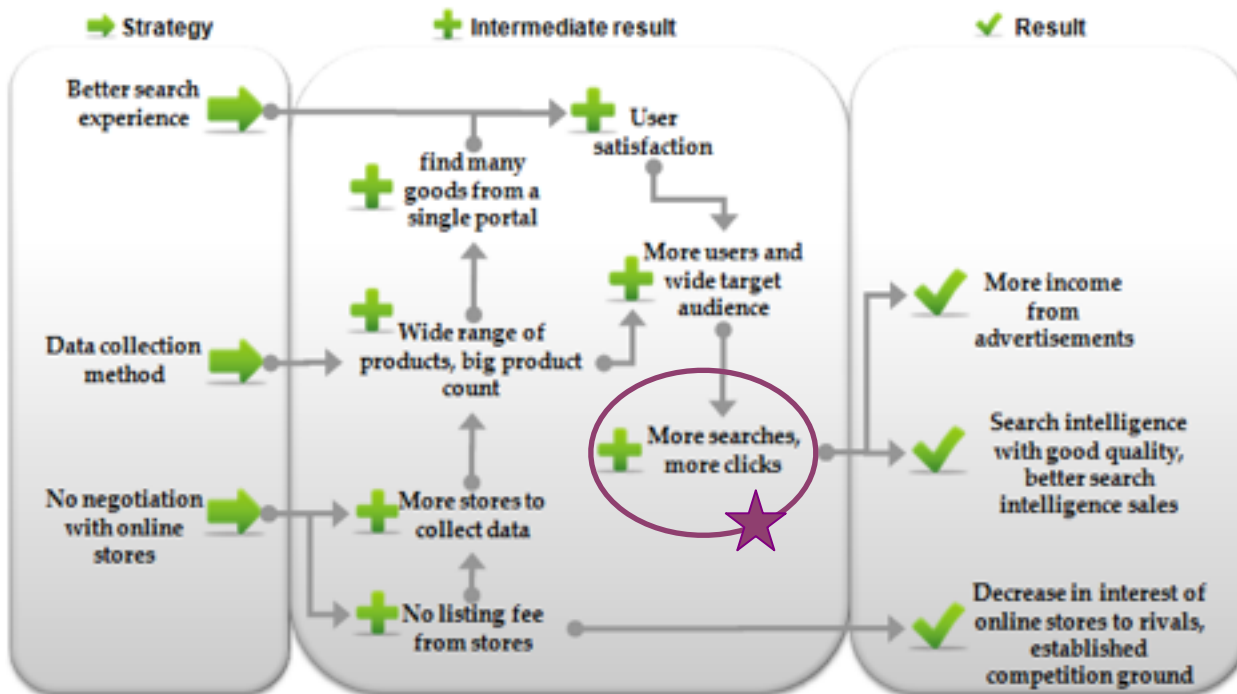 Strategy
Intermediate result
Result
Better search
experience
User
satisfaction
find many
goods from a
single portal
More users and
wide target
audience
More income
from
advertisements
Data collection
method
Wide range of
products, big product
count
More searches,
more clicks
Search intelligence
with good quality,
better search
intelligence sales
No negotiation
with online
stores
More stores to
collect data
No listing fee
from stores
Decrease in interest of
online stores to rivals,
established
competition ground